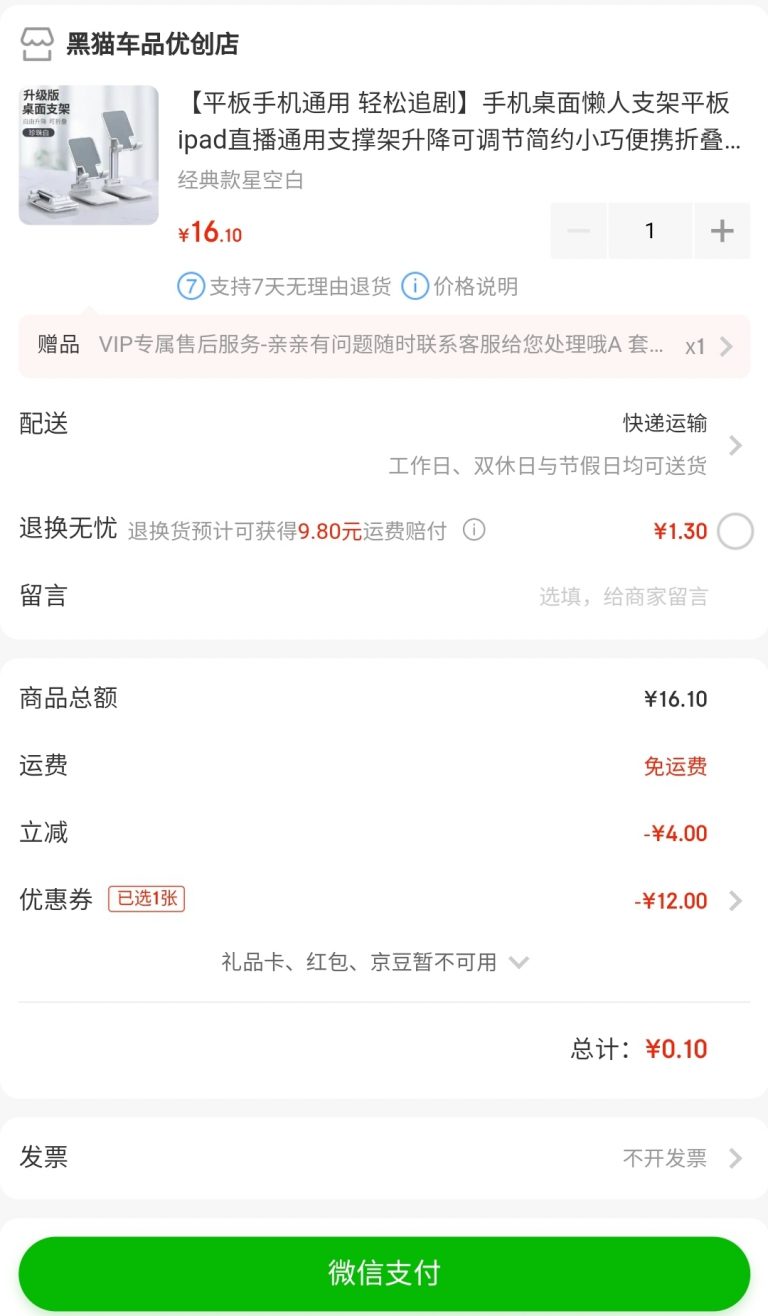 黑猫车品优创店
升级版
桌面支架
自由升降 可折叠
珍珠白
【平板手机通用 轻松追剧】手机桌面懒人支架平板
ipad直播通用支撑架升降可调节简约小巧便携折叠...
经典款星空白
¥16.10
1
7 支持7天无理由退货 价格说明
赠品 VIP专属售后服务-亲亲有问题随时联系客服给您处理哦A 套... x1
配送 快递运输
工作日、双休日与节假日均可送货
退换无忧 退换货预计可获得9.80元运费赔付 ¥1.30
留言 选填，给商家留言
商品总额 ¥16.10
运费 免运费
立减 -¥4.00
优惠券 已选1张 -¥12.00
礼品卡、红包、京豆暂不可用
总计：¥0.10
发票 不开发票
微信支付